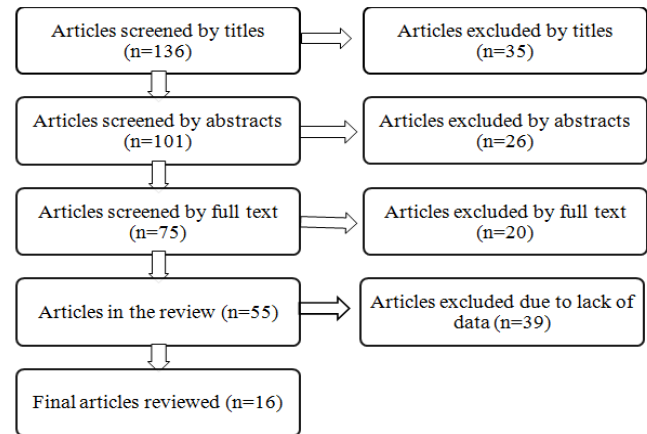 Articles screened by titles
(n=136)
Articles excluded by titles
(n=35)
Articles screened by abstracts
(n=101)
Articles excluded by abstracts
(n=26)
Articles screened by full text
(n=75)
Articles excluded by full text
(n=20)
Articles in the review (n=55)
Articles excluded due to lack of
data (n=39)
Final articles reviewed (n=16)